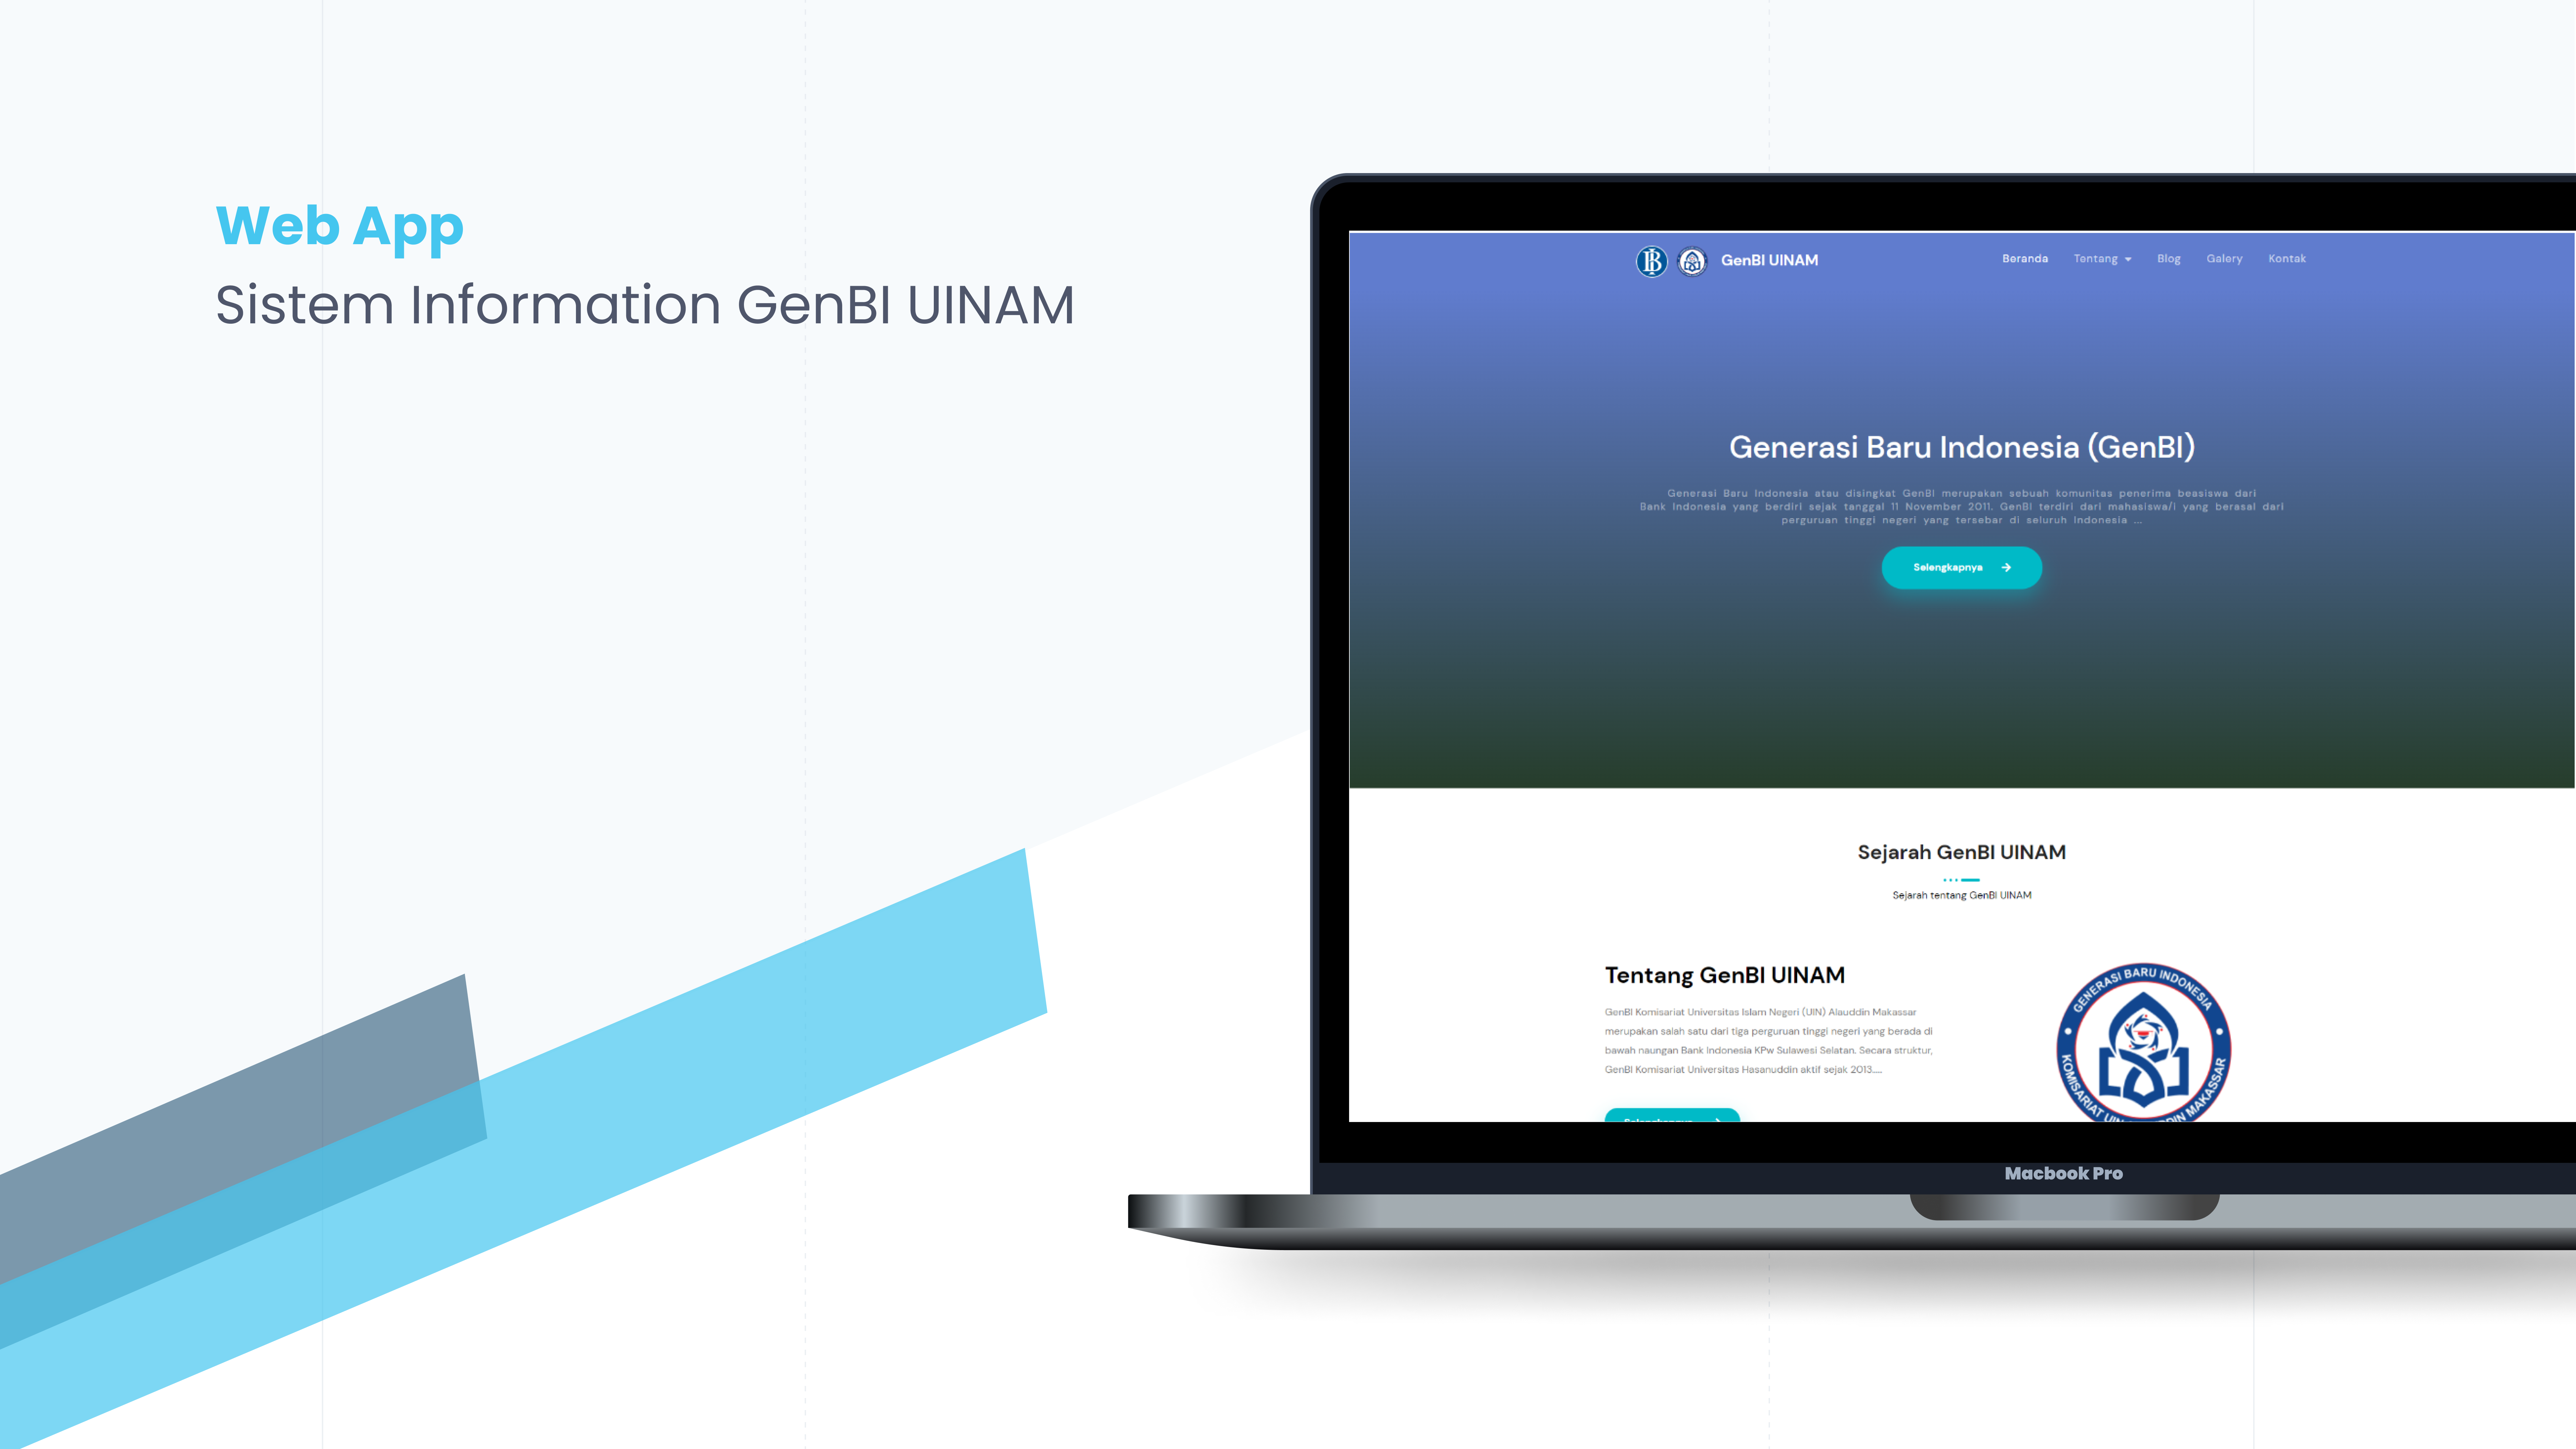 Web App
Sistem Information GenBI UINAM
GenBI UINAM
Beranda Tentang Blog Galery Kontak
Generasi Baru Indonesia (GenBI)
Generasi Baru Indonesia atau disingkat GenBI merupakan sebuah komunitas penerima beasiswa dari
Bank Indonesia yang berdiri sejak tanggal 11 November 2011. GenBI terdiri dari mahasiswa/i yang berasal dari
perguruan tinggi negeri yang tersebar di seluruh Indonesia ...
Selengkapnya
Sejarah GenBI UINAM
Sejarah tentang GenBI UINAM
Tentang GenBI UINAM
GenBI Komisariat Universitas Islam Negeri (UIN) Alauddin Makassar
merupakan salah satu dari tiga perguruan tinggi negeri yang berada di
bawah naungan Bank Indonesia KPw Sulawesi Selatan. Secara struktur,
GenBI Komisariat Universitas Hasanuddin aktif sejak 2013....
GENERASI BARU INDONESIA
KOMISARIAT UIN MAKASSAR
Macbook Pro